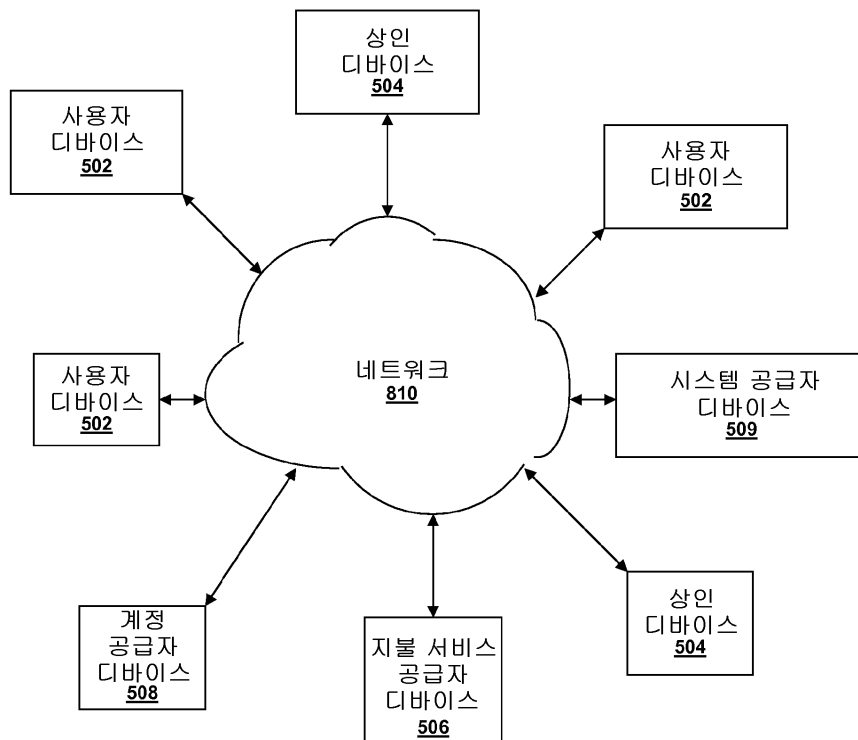 상인
디바이스
504
사용자
디바이스
502
사용자
디바이스
502
네트워크
810
사용자
디바이스
502
시스템 공급자
디바이스
509
계정
공급자
디바이스
508
지불 서비스
공급자
디바이스
506
상인
디바이스
504